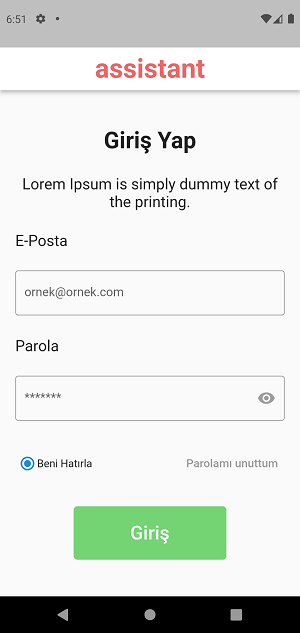 6:51
assistant
Giriş Yap
Lorem Ipsum is simply dummy text of
the printing.
E-Posta
ornek@ornek.com
Parola
*******
Beni Hatırla
Parolamı unuttum
Giriş